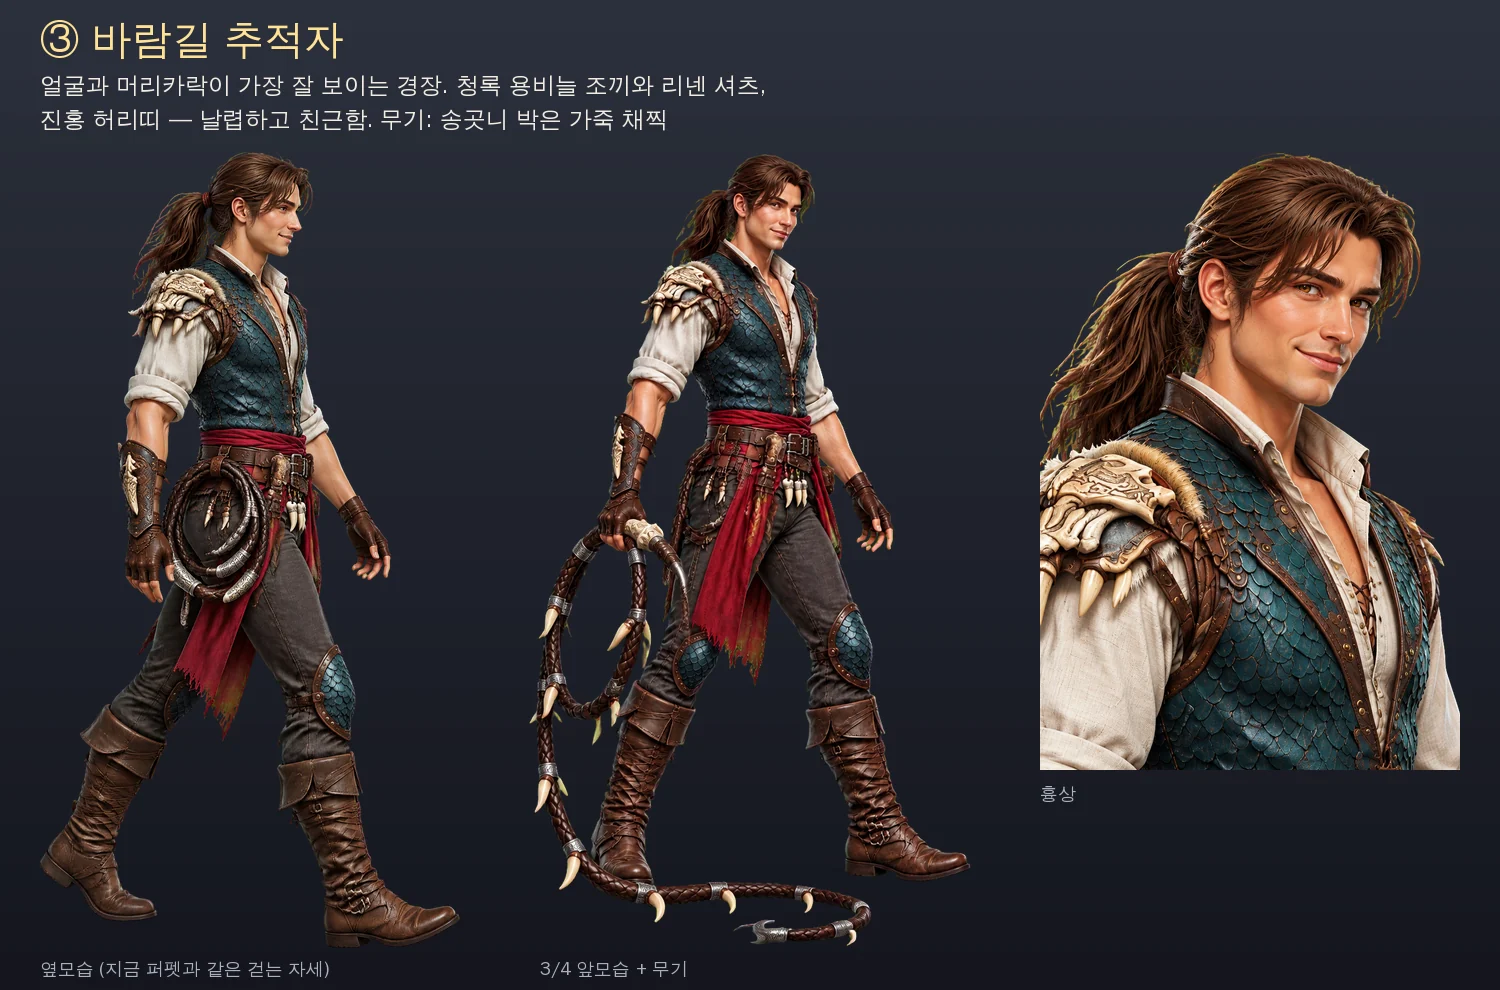 ③ 바람길 추적자
얼굴과 머리카락이 가장 잘 보이는 경장. 청록 용비늘 조끼와 리넨 셔츠,
진홍 허리띠 — 날렵하고 친근함. 무기: 송곳니 박은 가죽 채찍
흉상
옆모습 (지금 퍼펫과 같은 걷는 자세)
3/4 앞모습 + 무기